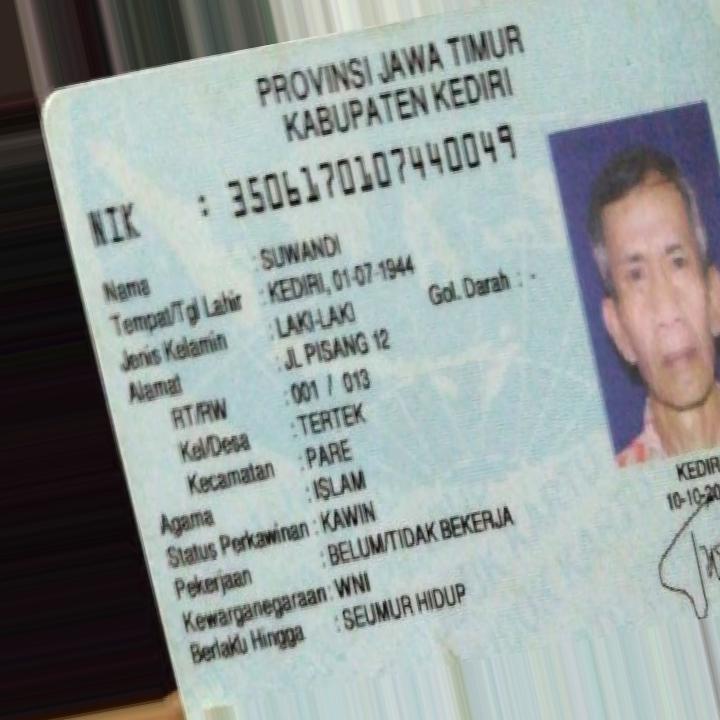 PROVINSI JAWA TIMUR
KABUPATEN KEDIRI
NIK : 3506170107440049
Nama : SUWANDI
Tempat/Tgl Lahir : KEDIRI, 01-07-1944
Jenis Kelamin : LAKI-LAKI Gol. Darah : -
Alamat : JL PISANG 12
RT/RW : 001 / 013
Kel/Desa : TERTEK
Kecamatan : PARE
Agama : ISLAM
Status Perkawinan : KAWIN
Pekerjaan : BELUM/TIDAK BEKERJA
Kewarganegaraan : WNI
Berlaku Hingga : SEUMUR HIDUP
KEDIR
10-10-20